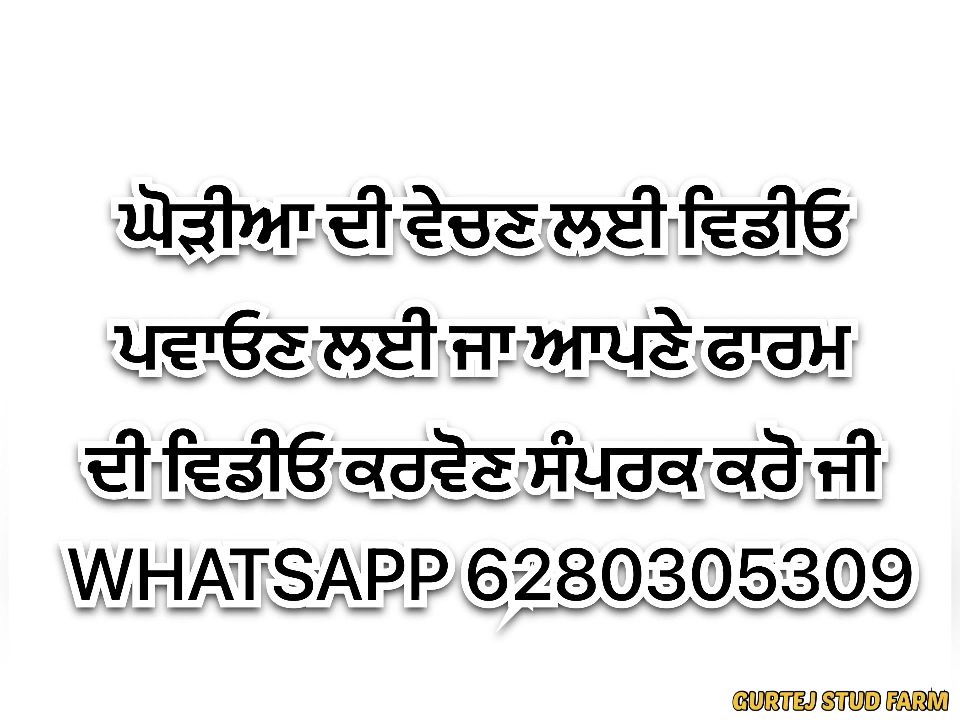 ਘੋੜੀਆ ਦੀ ਵੇਚਣ ਲਈ ਵਿਡੀਓ
ਪਵਾਓਣ ਲਈ ਜਾ ਆਪਣੇ ਫਾਰਮ
ਦੀ ਵਿਡੀਓ ਕਰਵੋਣ ਸੰਪਰਕ ਕਰੋ ਜੀ
WHATSAPP 6280305309
GURTEJ STUD FARM